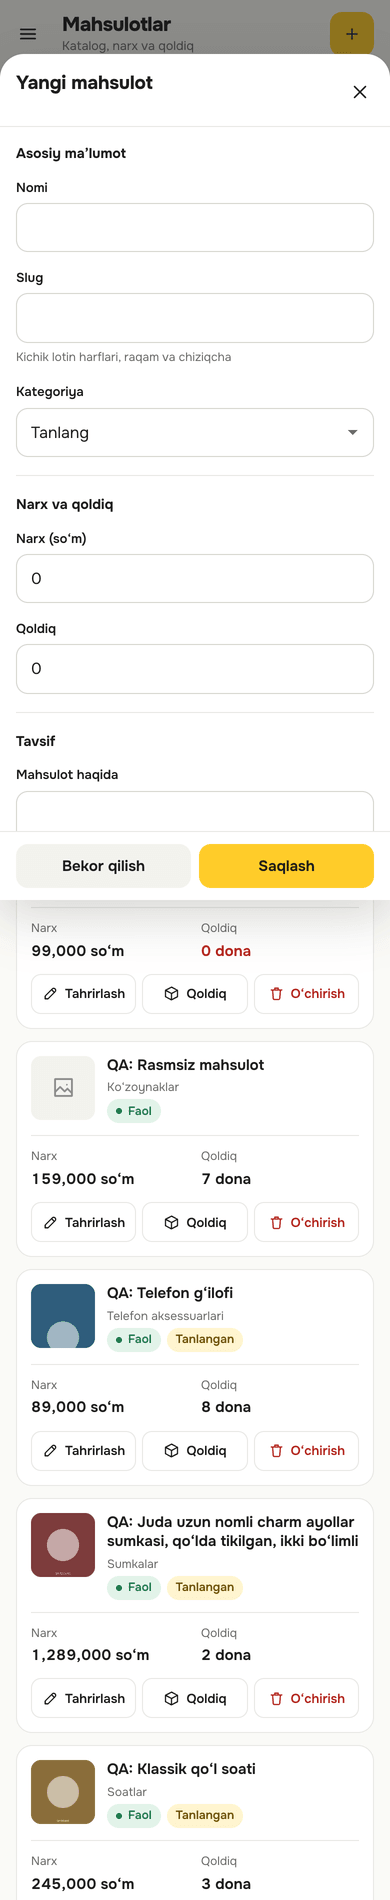 Mahsulotlar
Katalog, narx va qoldiq
Yangi mahsulot
Asosiy ma’lumot
Nomi
Slug
Kichik lotin harflari, raqam va chiziqcha
Kategoriya
Tanlang
Narx va qoldiq
Narx (so‘m)
0
Qoldiq
0
Tavsif
Mahsulot haqida
Bekor qilish Saqlash
Narx Qoldiq
99,000 so‘m 0 dona
Tahrirlash Qoldiq O‘chirish
QA: Rasmsiz mahsulot
Ko‘zoynaklar
Faol
Narx Qoldiq
159,000 so‘m 7 dona
Tahrirlash Qoldiq O‘chirish
QA: Telefon g‘ilofi
Telefon aksessuarlari
Faol Tanlangan
Narx Qoldiq
89,000 so‘m 8 dona
Tahrirlash Qoldiq O‘chirish
QA: Juda uzun nomli charm ayollar
sumkasi, qo‘lda tikilgan, ikki bo‘limli
Sumkalar
Faol Tanlangan
Narx Qoldiq
1,289,000 so‘m 2 dona
Tahrirlash Qoldiq O‘chirish
QA: Klassik qo‘l soati
Soatlar
Faol Tanlangan
Narx Qoldiq
245,000 so‘m 3 dona